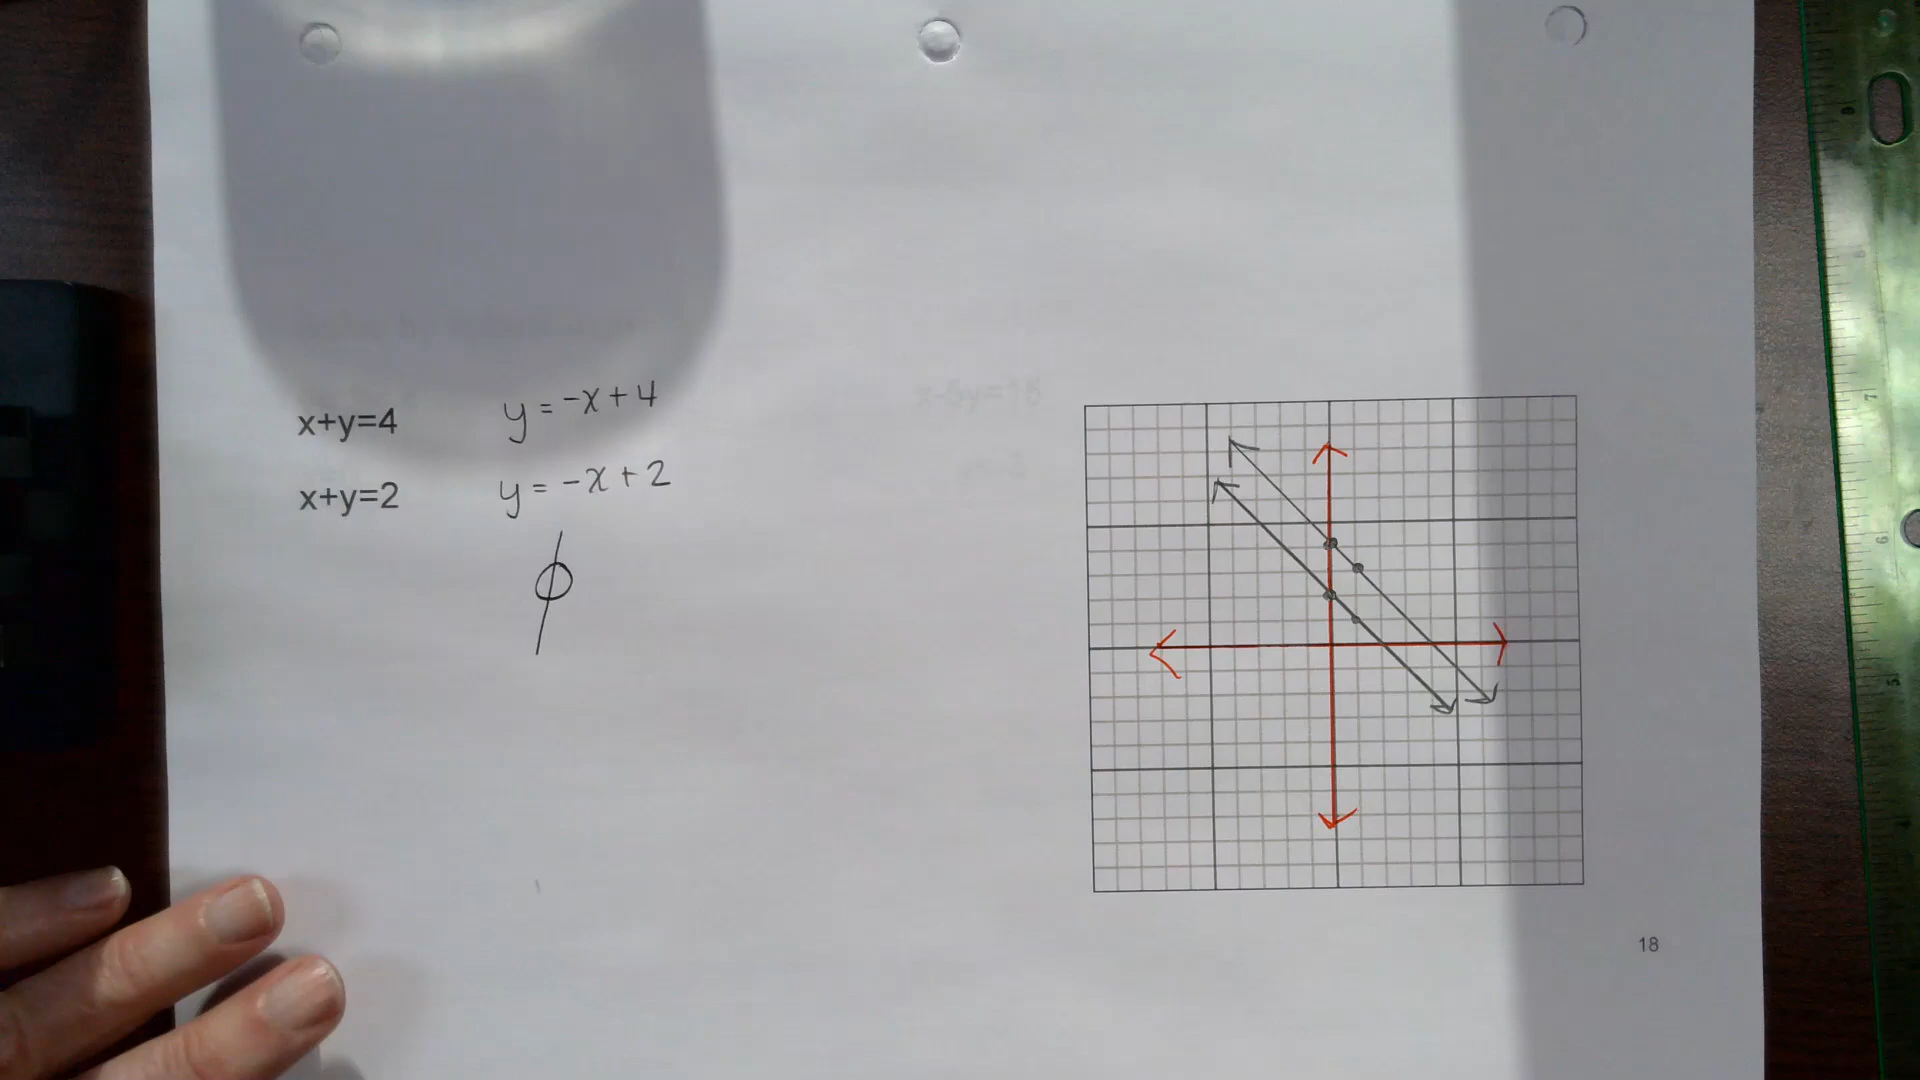 x+y=4 y = -x + 4
x+y=2 y = -x + 2
∅
18